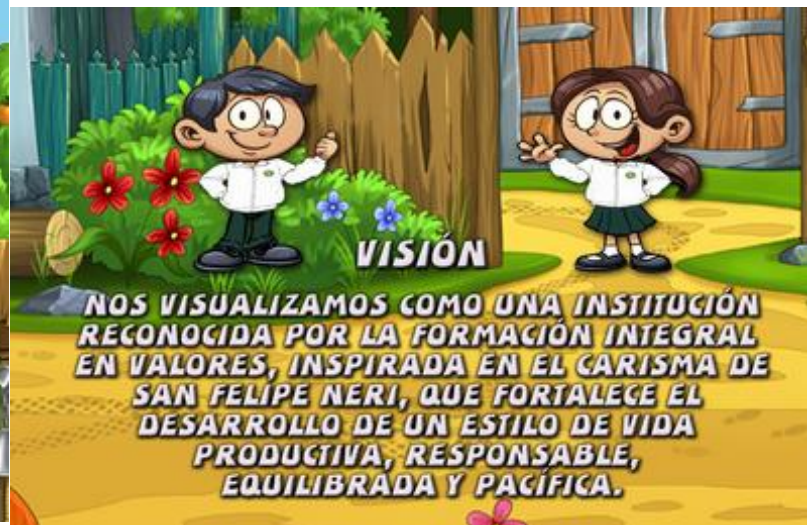 VISIÓN
NOS VISUALIZAMOS COMO UNA INSTITUCIÓN
RECONOCIDA POR LA FORMACIÓN INTEGRAL
EN VALORES, INSPIRADA EN EL CARISMA DE
SAN FELIPE NERI, QUE FORTALECE EL
DESARROLLO DE UN ESTILO DE VIDA
PRODUCTIVA, RESPONSABLE,
EQUILIBRADA Y PACÍFICA.